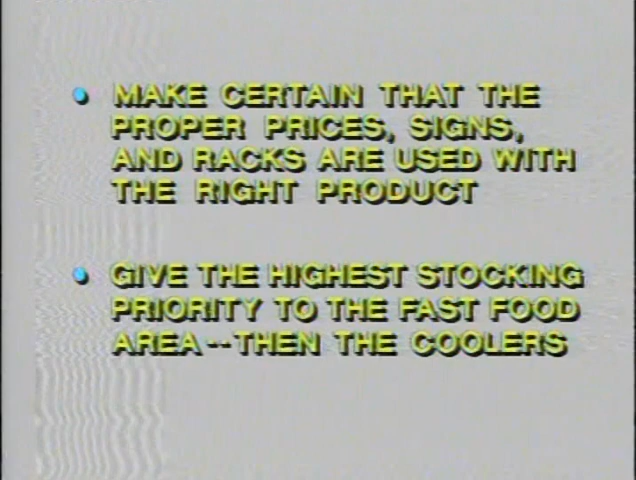 • MAKE CERTAIN THAT THE
PROPER PRICES, SIGNS,
AND RACKS ARE USED WITH
THE RIGHT PRODUCT
• GIVE THE HIGHEST STOCKING
PRIORITY TO THE FAST FOOD
AREA--THEN THE COOLERS